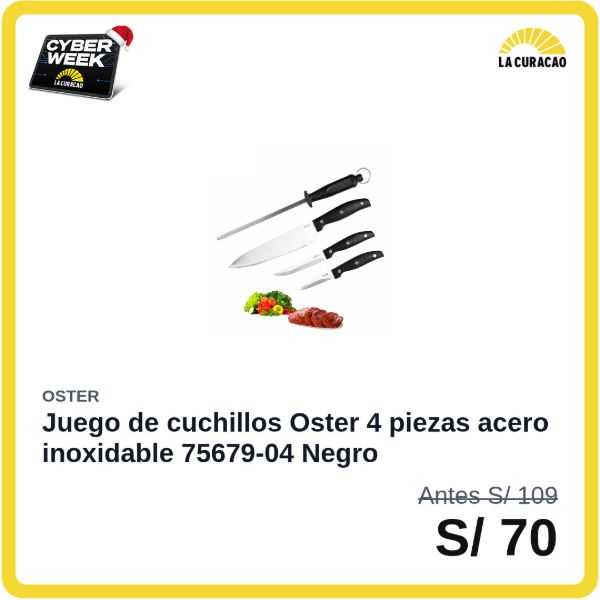 CYBER
WEEK
LA CURACAO
LA CURACAO
OSTER
Juego de cuchillos Oster 4 piezas acero
inoxidable 75679-04 Negro
Antes S/ 109
S/ 70